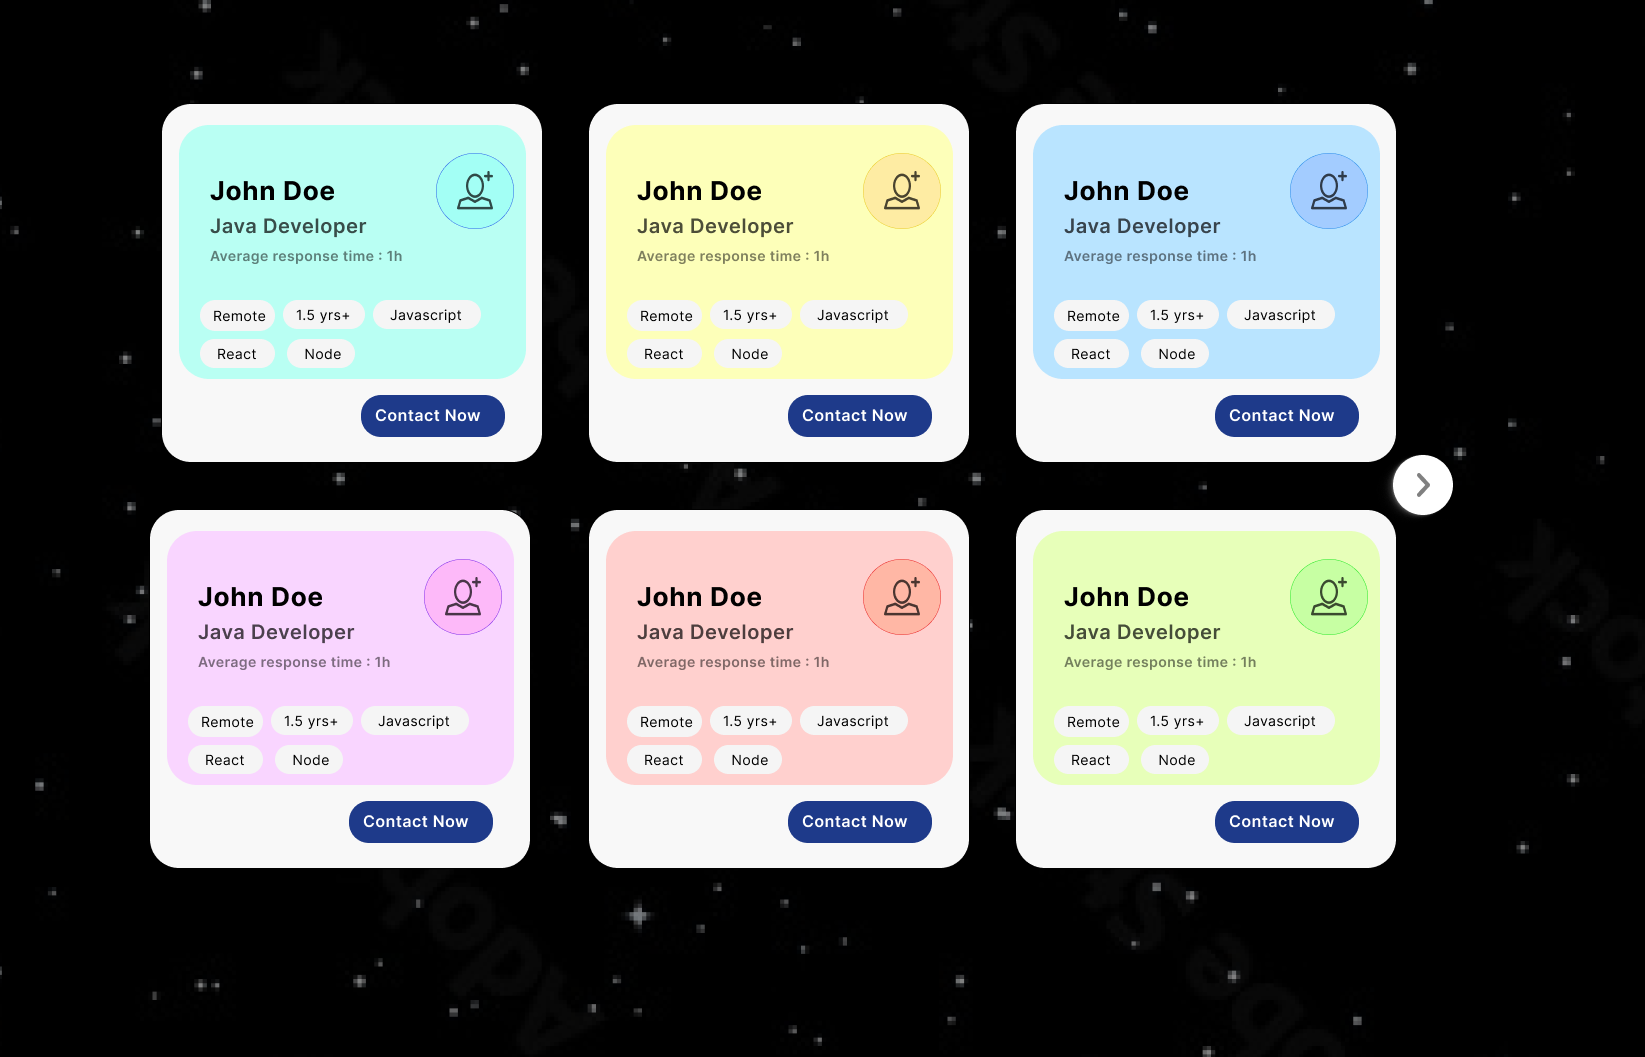 John Doe
Java Developer
Average response time : 1h
Remote 1.5 yrs+ Javascript
React Node
Contact Now
John Doe
Java Developer
Average response time : 1h
Remote 1.5 yrs+ Javascript
React Node
Contact Now
John Doe
Java Developer
Average response time : 1h
Remote 1.5 yrs+ Javascript
React Node
Contact Now
John Doe
Java Developer
Average response time : 1h
Remote 1.5 yrs+ Javascript
React Node
Contact Now
John Doe
Java Developer
Average response time : 1h
Remote 1.5 yrs+ Javascript
React Node
Contact Now
John Doe
Java Developer
Average response time : 1h
Remote 1.5 yrs+ Javascript
React Node
Contact Now